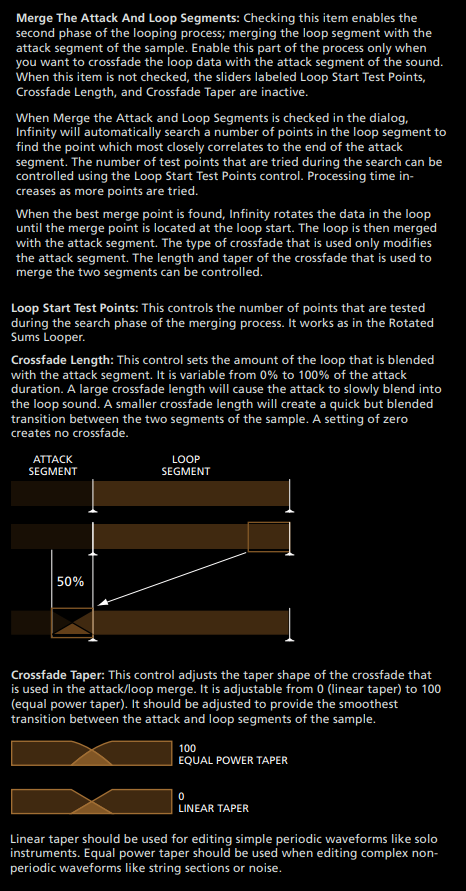 Merge The Attack And Loop Segments: Checking this item enables the
second phase of the looping process; merging the loop segment with the
attack segment of the sample. Enable this part of the process only when
you want to crossfade the loop data with the attack segment of the sound.
When this item is not checked, the sliders labeled Loop Start Test Points,
Crossfade Length, and Crossfade Taper are inactive.
When Merge the Attack and Loop Segments is checked in the dialog,
Infinity will automatically search a number of points in the loop segment to
find the point which most closely correlates to the end of the attack
segment. The number of test points that are tried during the search can be
controlled using the Loop Start Test Points control. Processing time in-
creases as more points are tried.
When the best merge point is found, Infinity rotates the data in the loop
until the merge point is located at the loop start. The loop is then merged
with the attack segment. The type of crossfade that is used only modifies
the attack segment. The length and taper of the crossfade that is used to
merge the two segments can be controlled.
Loop Start Test Points: This controls the number of points that are tested
during the search phase of the merging process. It works as in the Rotated
Sums Looper.
Crossfade Length: This control sets the amount of the loop that is blended
with the attack segment. It is variable from 0% to 100% of the attack
duration. A large crossfade length will cause the attack to slowly blend into
the loop sound. A smaller crossfade length will create a quick but blended
transition between the two segments of the sample. A setting of zero
creates no crossfade.
ATTACK
SEGMENT
LOOP
SEGMENT
50%
Crossfade Taper: This control adjusts the taper shape of the crossfade that
is used in the attack/loop merge. It is adjustable from 0 (linear taper) to 100
(equal power taper). It should be adjusted to provide the smoothest
transition between the attack and loop segments of the sample.
100
EQUAL POWER TAPER
0
LINEAR TAPER
Linear taper should be used for editing simple periodic waveforms like solo
instruments. Equal power taper should be used when editing complex non-
periodic waveforms like string sections or noise.